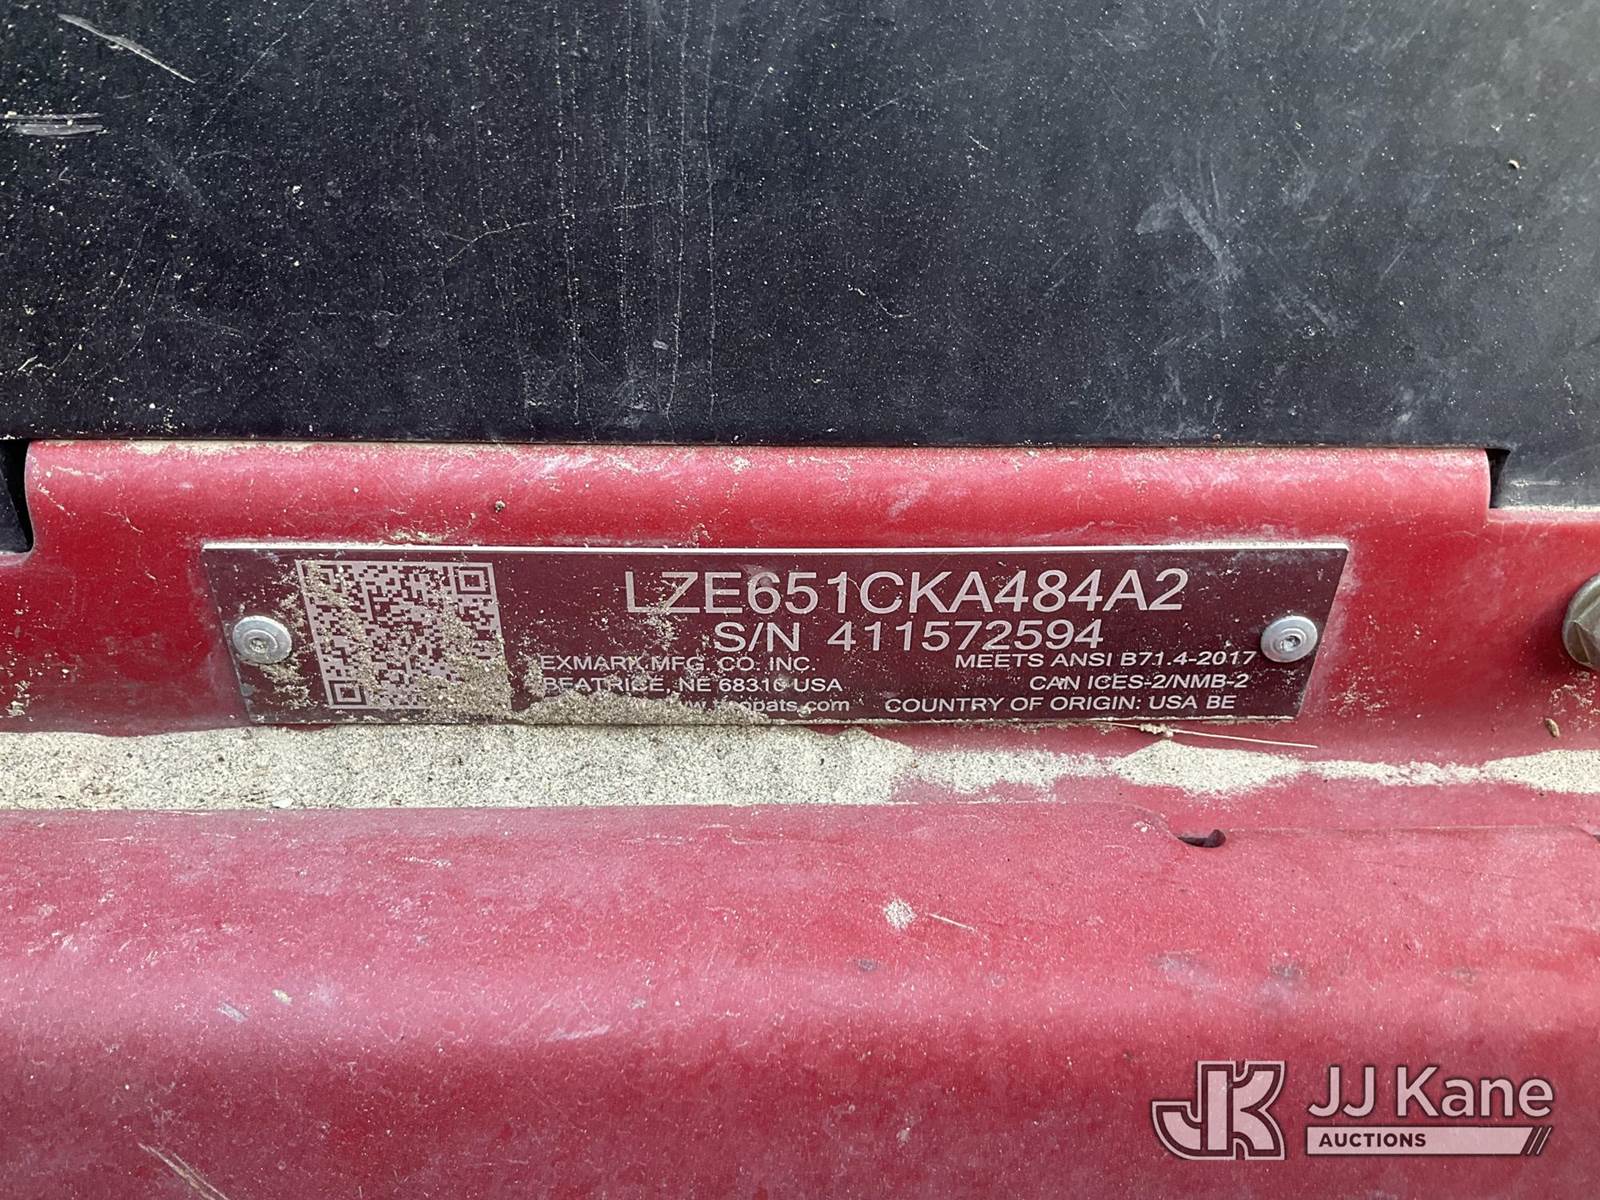 LZE651CKA484A2
S/N 411572594
EXMARK MFG. CO. INC.
BEATRICE, NE 68310 USA
MEETS ANSI B71.4-2017
CAN ICES-2/NMB-2
COUNTRY OF ORIGIN: USA BE
JK
JJ Kane
AUCTIONS